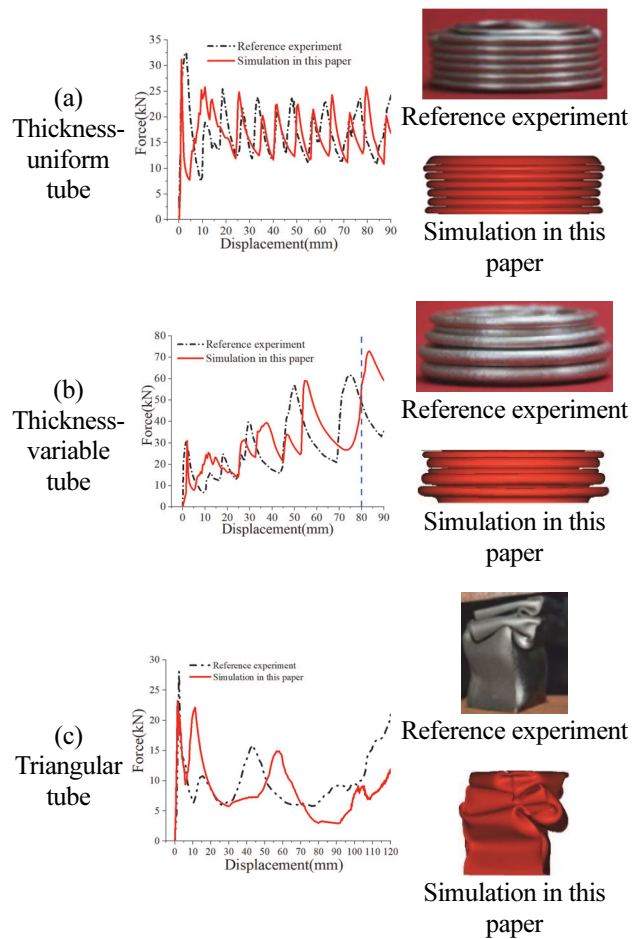 (a)
Thickness-
uniform
tube
Force(kN)
35
30
25
20
15
10
5
0
Reference experiment
Simulation in this paper
0 10 20 30 40 50 60 70 80 90
Displacement(mm)
Reference experiment
Simulation in this
paper
(b)
Thickness-
variable
tube
Force(kN)
80
70
60
50
40
30
20
10
0
Reference experiment
Simulation in this paper
0 10 20 30 40 50 60 70 80 90
Displacement(mm)
Reference experiment
Simulation in this
paper
(c)
Triangular
tube
Force(kN)
30
25
20
15
10
5
0
Reference experiment
Simulation in this paper
0 10 20 30 40 50 60 70 80 90 100 110 120
Displacement(mm)
Reference experiment
Simulation in this
paper